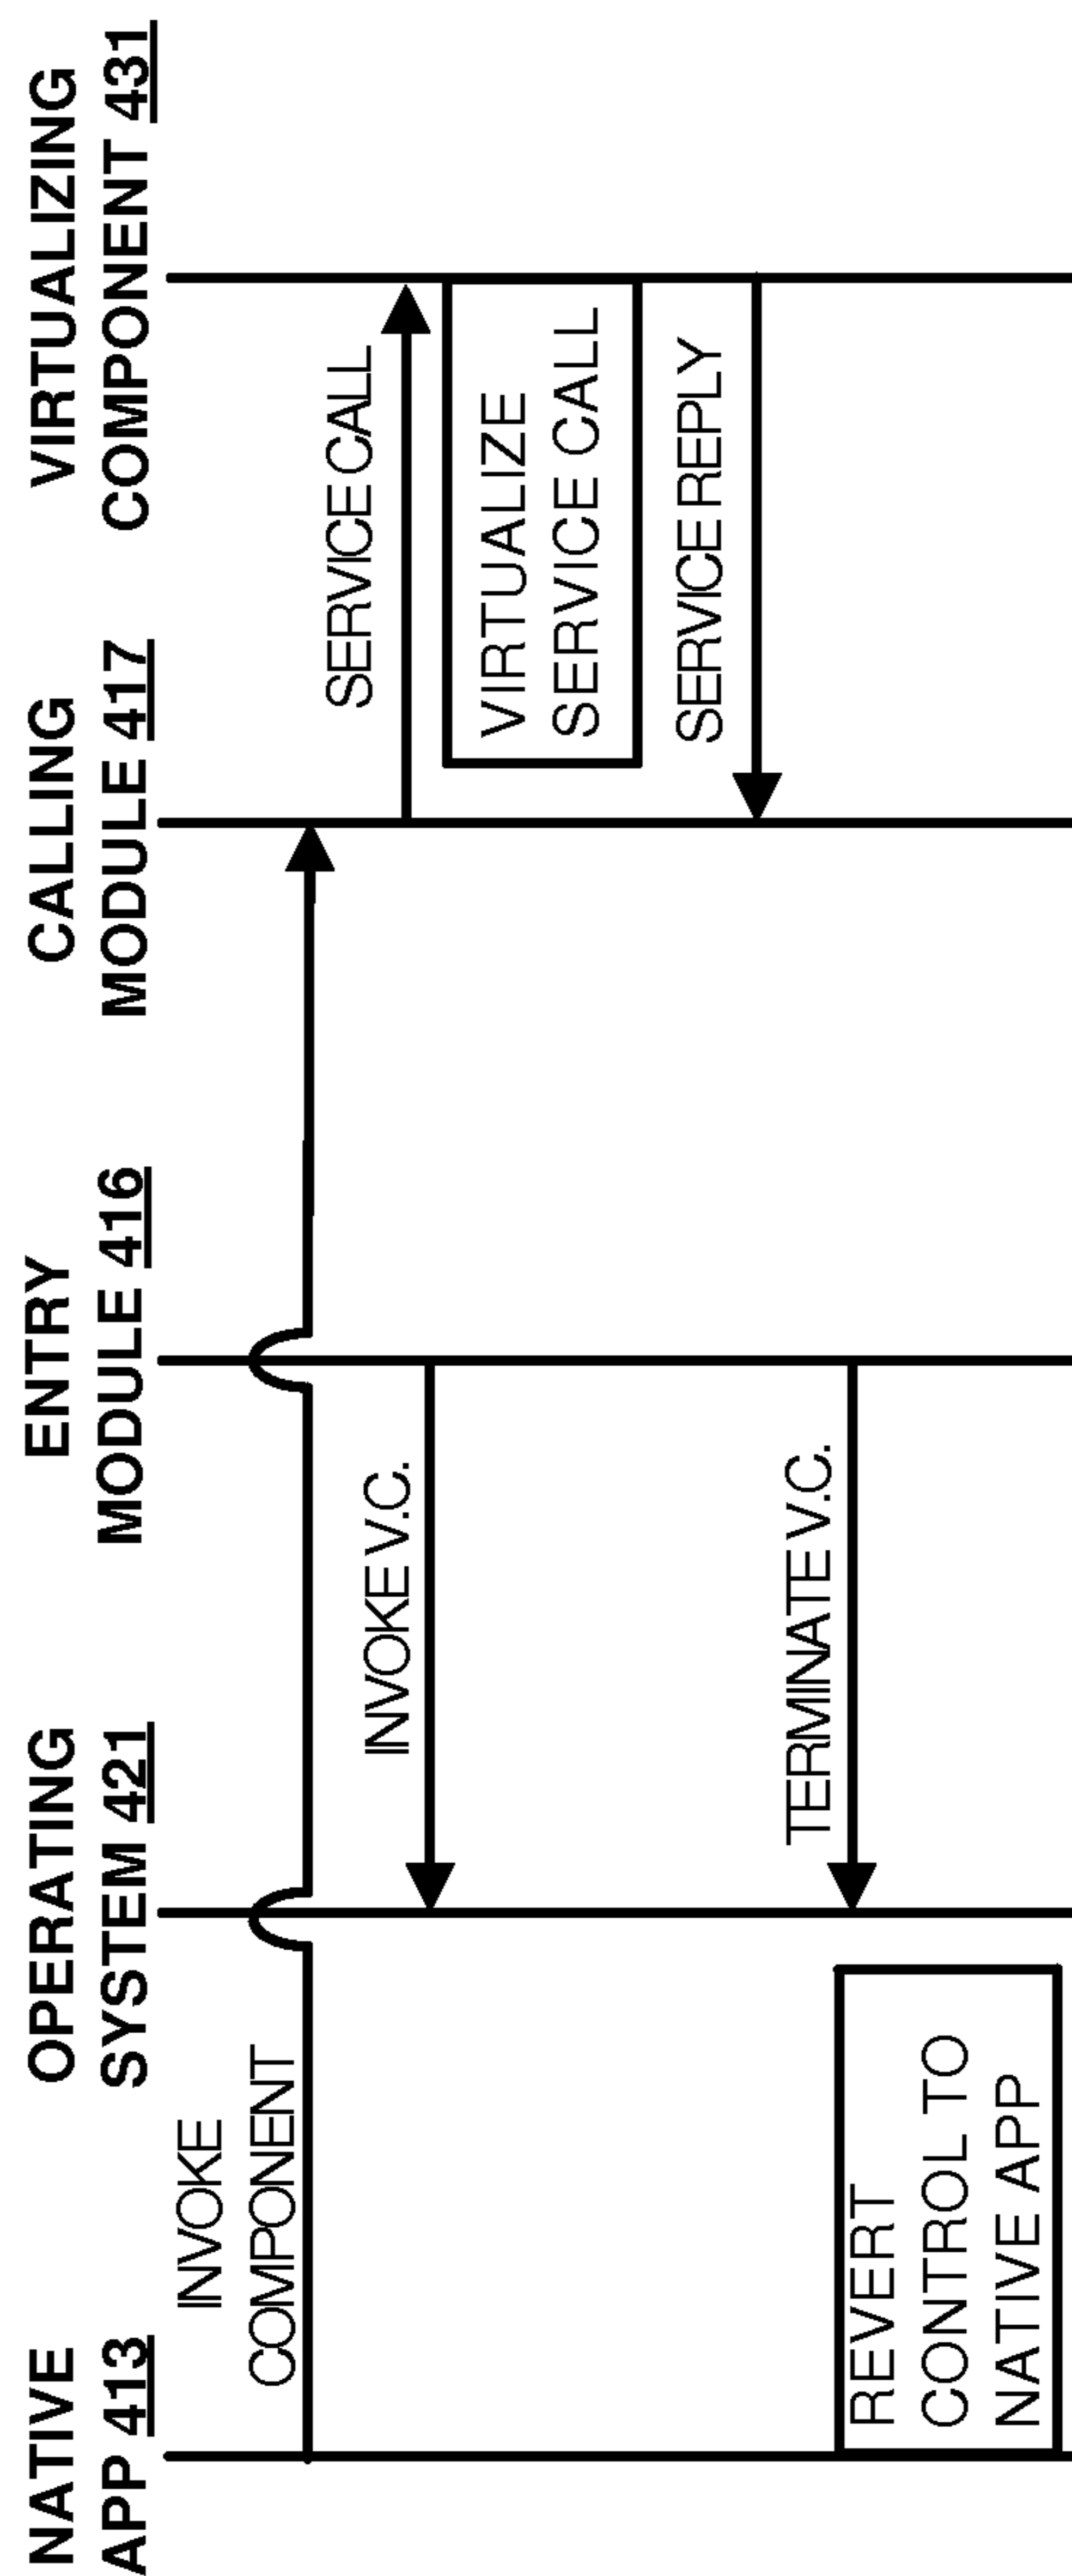 NATIVE
APP 413
OPERATING
SYSTEM 421
ENTRY
MODULE 416
CALLING
MODULE 417
VIRTUALIZING
COMPONENT 431
INVOKE
COMPONENT
SERVICE CALL
INVOKE V.C.
VIRTUALIZE
SERVICE CALL
SERVICE REPLY
TERMINATE V.C.
REVERT
CONTROL TO
NATIVE APP